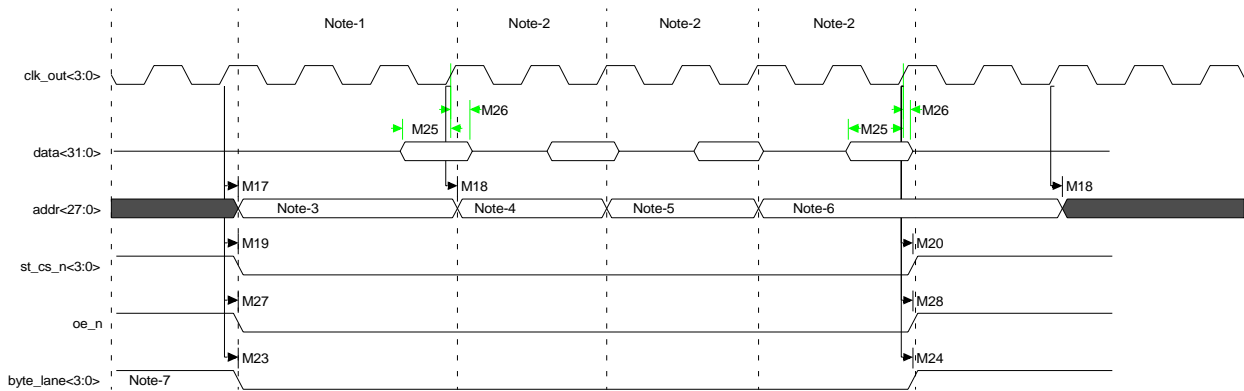 Note-1 Note-2 Note-2 Note-2
clk_out<3:0>
M26 M26
M25 M25
data<31:0>
M17 M18 M18
addr<27:0> Note-3 Note-4 Note-5 Note-6
M19 M20
st_cs_n<3:0>
M27 M28
oe_n
M23 M24
byte_lane<3:0> Note-7